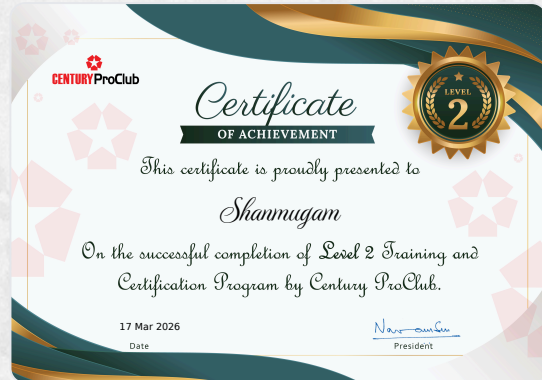 CENTURY ProClub
LEVEL
2
Certificate
OF ACHIEVEMENT
This certificate is proudly presented to
Shanmugam
On the successful completion of Level 2 Training and
Certification Program by Century ProClub.
17 Mar 2026
Date
President